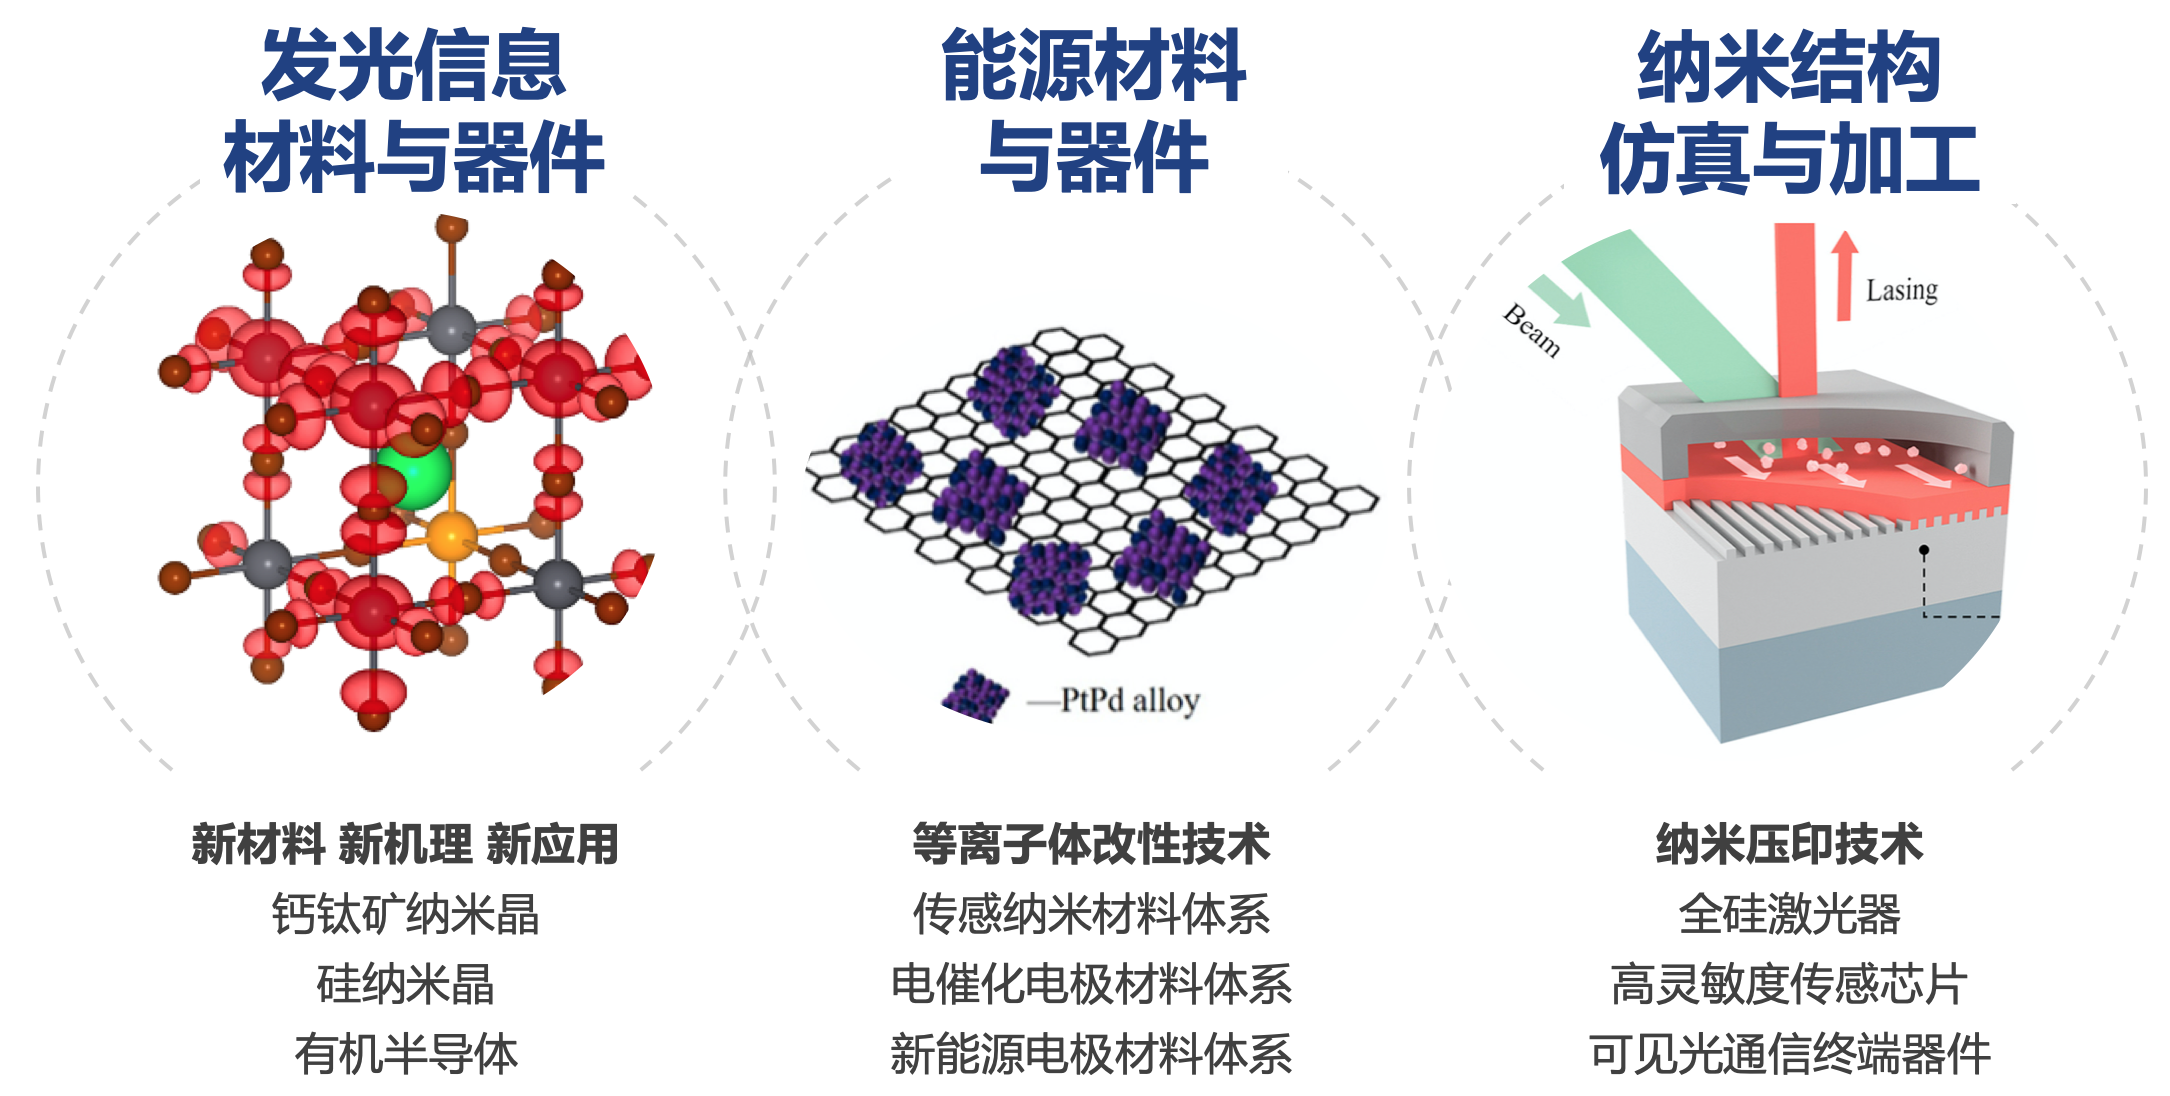 发光信息
材料与器件
能源材料
与器件
纳米结构
仿真与加工
—PtPd alloy
Beam
Lasing
新材料 新机理 新应用
钙钛矿纳米晶
硅纳米晶
有机半导体
等离子体改性技术
传感纳米材料体系
电催化电极材料体系
新能源电极材料体系
纳米压印技术
全硅激光器
高灵敏度传感芯片
可见光通信终端器件